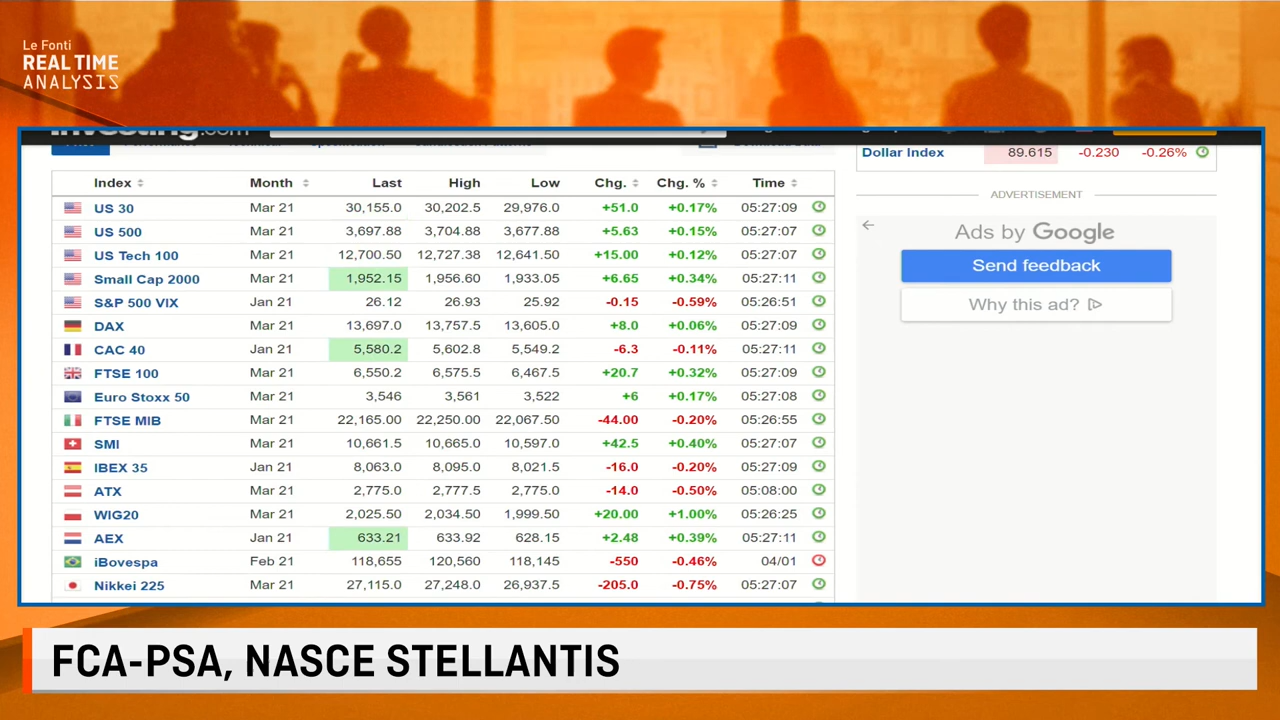 Le Fonti
REAL TIME
ANALYSIS
Investing.com
Dollar Index 89.615 -0.230 -0.26%
ADVERTISEMENT
Ads by Google
Send feedback
Why this ad?
Index Month Last High Low Chg. Chg. % Time
US 30 Mar 21 30,155.0 30,202.5 29,976.0 +51.0 +0.17% 05:27:09
US 500 Mar 21 3,697.88 3,704.88 3,677.88 +5.63 +0.15% 05:27:07
US Tech 100 Mar 21 12,700.50 12,727.38 12,641.50 +15.00 +0.12% 05:27:07
Small Cap 2000 Mar 21 1,952.15 1,956.60 1,933.05 +6.65 +0.34% 05:27:11
S&P 500 VIX Jan 21 26.12 26.93 25.92 -0.15 -0.59% 05:26:51
DAX Mar 21 13,697.0 13,757.5 13,605.0 +8.0 +0.06% 05:27:09
CAC 40 Jan 21 5,580.2 5,602.8 5,549.2 -6.3 -0.11% 05:27:11
FTSE 100 Mar 21 6,550.2 6,575.5 6,467.5 +20.7 +0.32% 05:27:09
Euro Stoxx 50 Mar 21 3,546 3,561 3,522 +6 +0.17% 05:27:08
FTSE MIB Mar 21 22,165.00 22,250.00 22,067.50 -44.00 -0.20% 05:26:55
SMI Mar 21 10,661.5 10,665.0 10,597.0 +42.5 +0.40% 05:27:07
IBEX 35 Jan 21 8,063.0 8,095.0 8,021.5 -16.0 -0.20% 05:27:09
ATX Mar 21 2,775.0 2,777.5 2,775.0 -14.0 -0.50% 05:08:00
WIG20 Mar 21 2,025.50 2,034.50 1,999.50 +20.00 +1.00% 05:26:25
AEX Jan 21 633.21 633.92 628.15 +2.48 +0.39% 05:27:11
iBovespa Feb 21 118,655 120,560 118,145 -550 -0.46% 04/01
Nikkei 225 Mar 21 27,115.0 27,248.0 26,937.5 -205.0 -0.75% 05:27:07
FCA-PSA, NASCE STELLANTIS